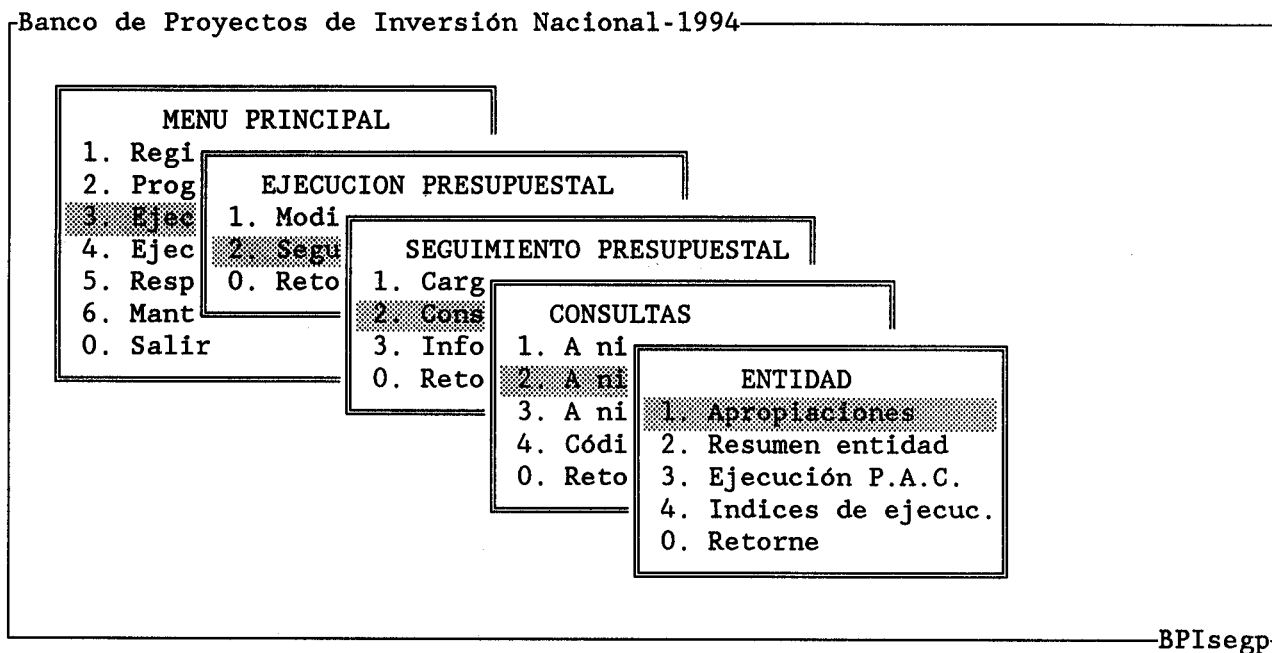 Banco de Proyectos de Inversión Nacional-1994
MENU PRINCIPAL
1. Regi
2. Prog
3. Ejec
4. Ejec
5. Resp
6. Mant
0. Salir
EJECUCION PRESUPUESTAL
1. Modi
2. Segu
0. Reto
SEGUIMIENTO PRESUPUESTAL
1. Carg
2. Cons
3. Info
0. Reto
CONSULTAS
1. A ni
2. A ni
3. A ni
4. Códi
0. Reto
ENTIDAD
1. Apropiaciones
2. Resumen entidad
3. Ejecución P.A.C.
4. Indices de ejecuc.
0. Retorne
BPIsegp